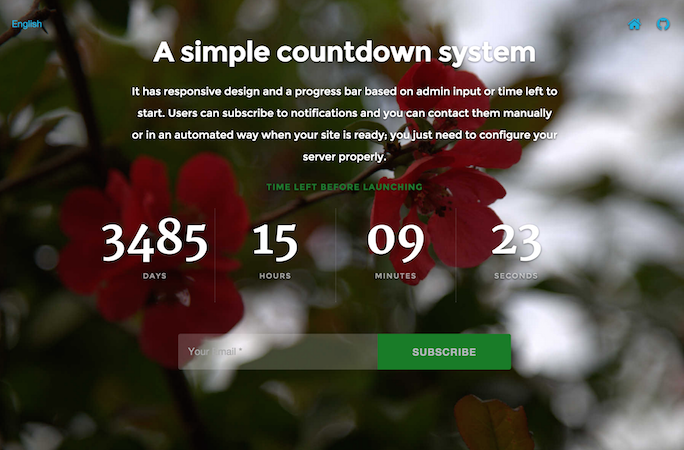 English
A simple countdown system
It has responsive design and a progress bar based on admin input or time left to
start. Users can subscribe to notifications and you can contact them manually
or in an automated way when your site is ready; you just need to configure your
server properly.
TIME LEFT BEFORE LAUNCHING
3485 15 09 23
DAYS HOURS MINUTES SECONDS
Your email * SUBSCRIBE